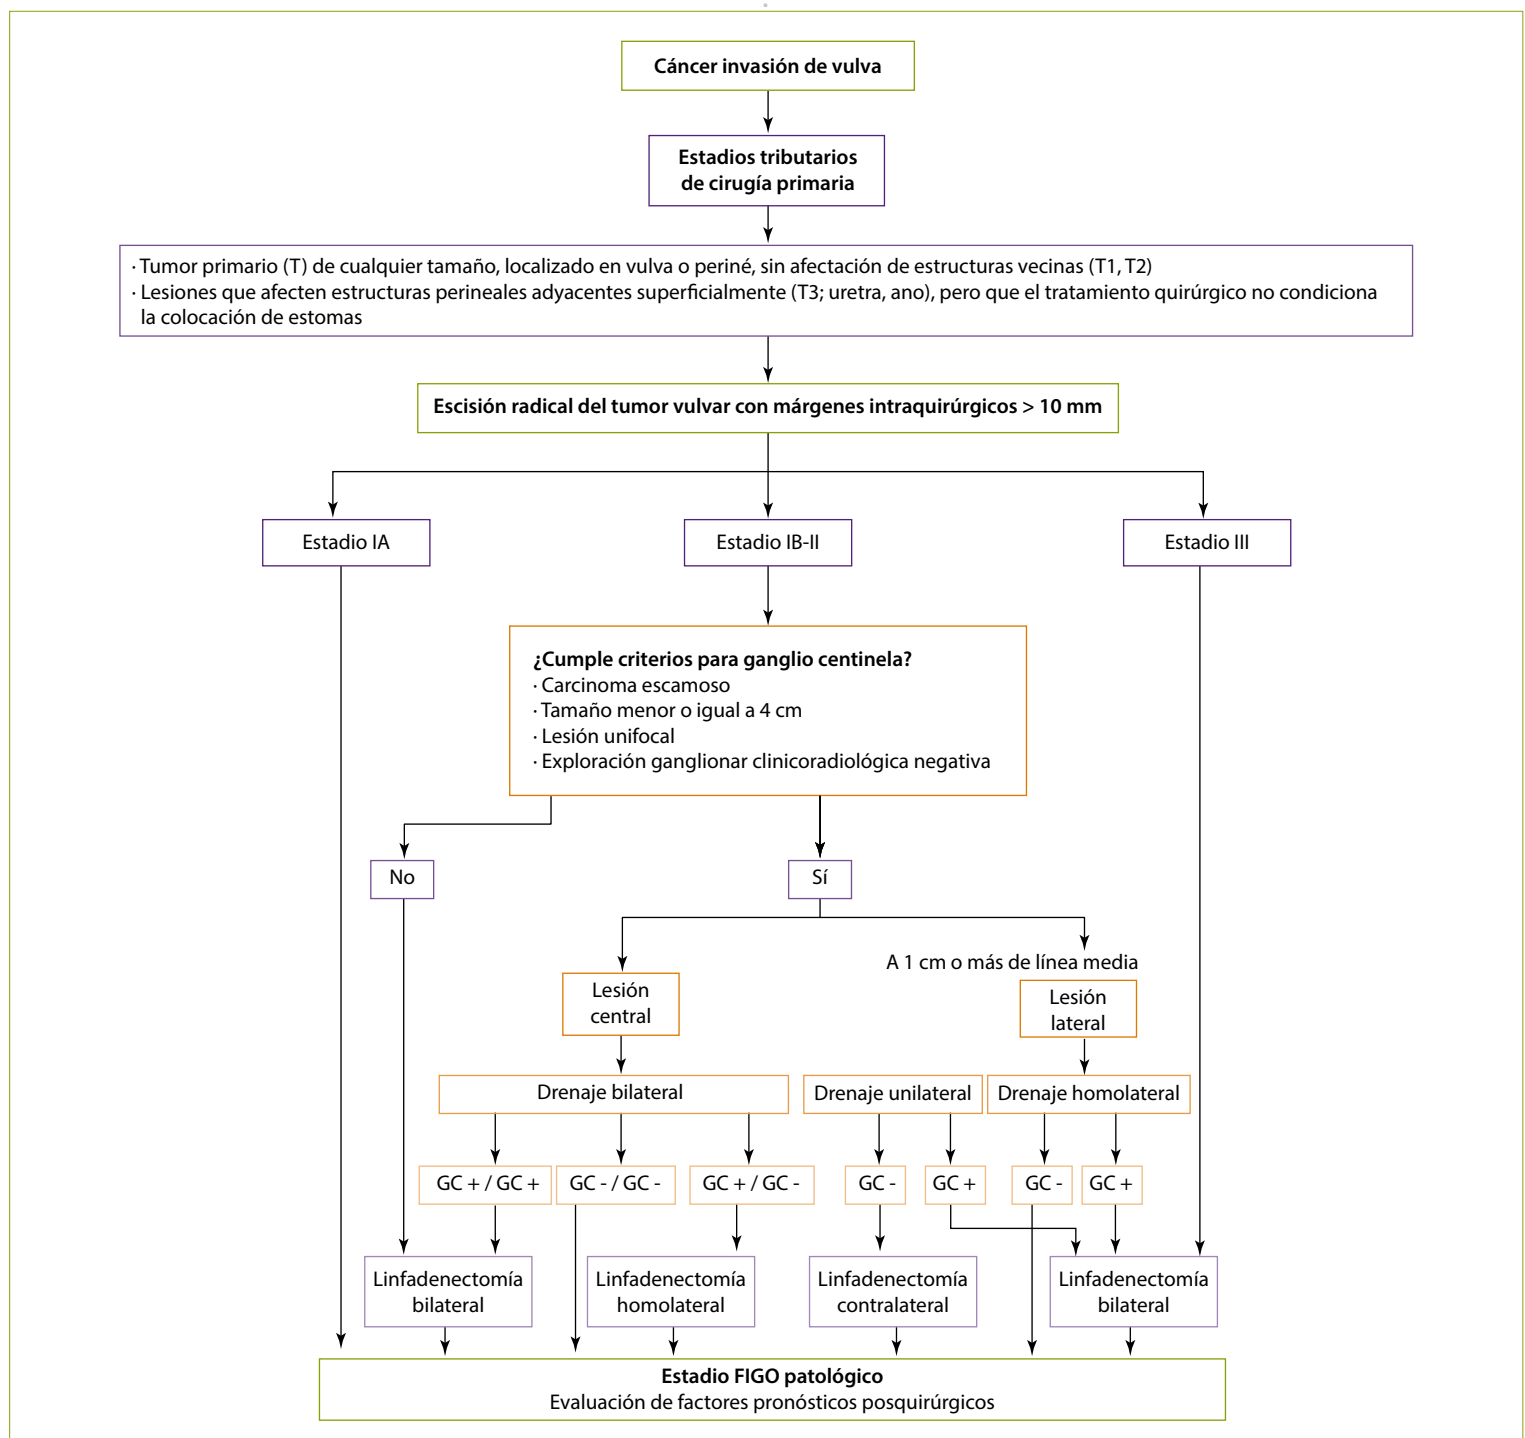 Cáncer invasión de vulva
Estadios tributarios
de cirugía primaria
· Tumor primario (T) de cualquier tamaño, localizado en vulva o periné, sin afectación de estructuras vecinas (T1, T2)
· Lesiones que afecten estructuras perineales adyacentes superficialmente (T3; uretra, ano), pero que el tratamiento quirúrgico no condiciona
la colocación de estomas
Escisión radical del tumor vulvar con márgenes intraquirúrgicos > 10 mm
Estadio IA
Estadio IB-II
Estadio III
¿Cumple criterios para ganglio centinela?
· Carcinoma escamoso
· Tamaño menor o igual a 4 cm
· Lesión unifocal
· Exploración ganglionar clinicoradiológica negativa
No
Sí
A 1 cm o más de línea media
Lesión
central
Lesión
lateral
Drenaje bilateral
Drenaje unilateral
Drenaje homolateral
GC + / GC +
GC - / GC -
GC + / GC -
GC -
GC +
GC -
GC +
Linfadenectomía
bilateral
Linfadenectomía
homolateral
Linfadenectomía
contralateral
Linfadenectomía
bilateral
Estadio FIGO patológico
Evaluación de factores pronósticos posquirúrgicos